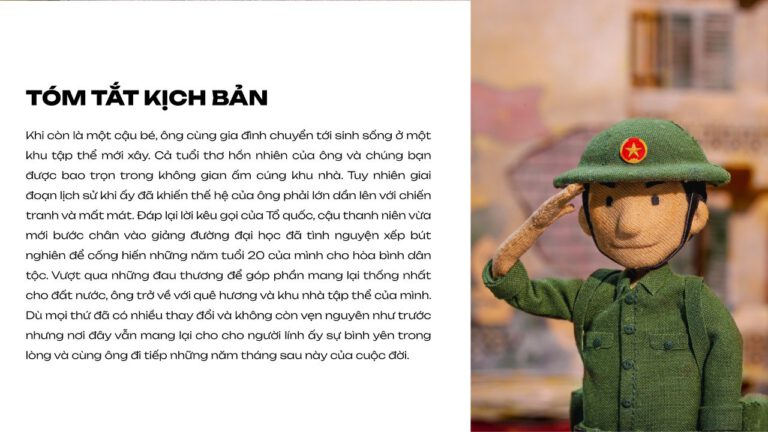 TÓM TẮT KỊCH BẢN
Khi còn là một cậu bé, ông cùng gia đình chuyển tới sinh sống ở một
khu tập thể mới xây. Cả tuổi thơ hồn nhiên của ông và chúng bạn
được bao trọn trong không gian ấm cúng khu nhà. Tuy nhiên giai
đoạn lịch sử khi ấy đã khiến thế hệ của ông phải lớn dần lên với chiến
tranh và mất mát. Đáp lại lời kêu gọi của Tổ quốc, cậu thanh niên vừa
mới bước chân vào giảng đường đại học đã tình nguyện xếp bút
nghiên để cống hiến những năm tuổi 20 của mình cho hòa bình dân
tộc. Vượt qua những đau thương để góp phần mang lại thống nhất
cho đất nước, ông trở về với quê hương và khu nhà tập thể của mình.
Dù mọi thứ đã có nhiều thay đổi và không còn vẹn nguyên như trước
nhưng nơi đây vẫn mang lại cho cho người lính ấy sự bình yên trong
lòng và cùng ông đi tiếp những năm tháng sau này của cuộc đời.